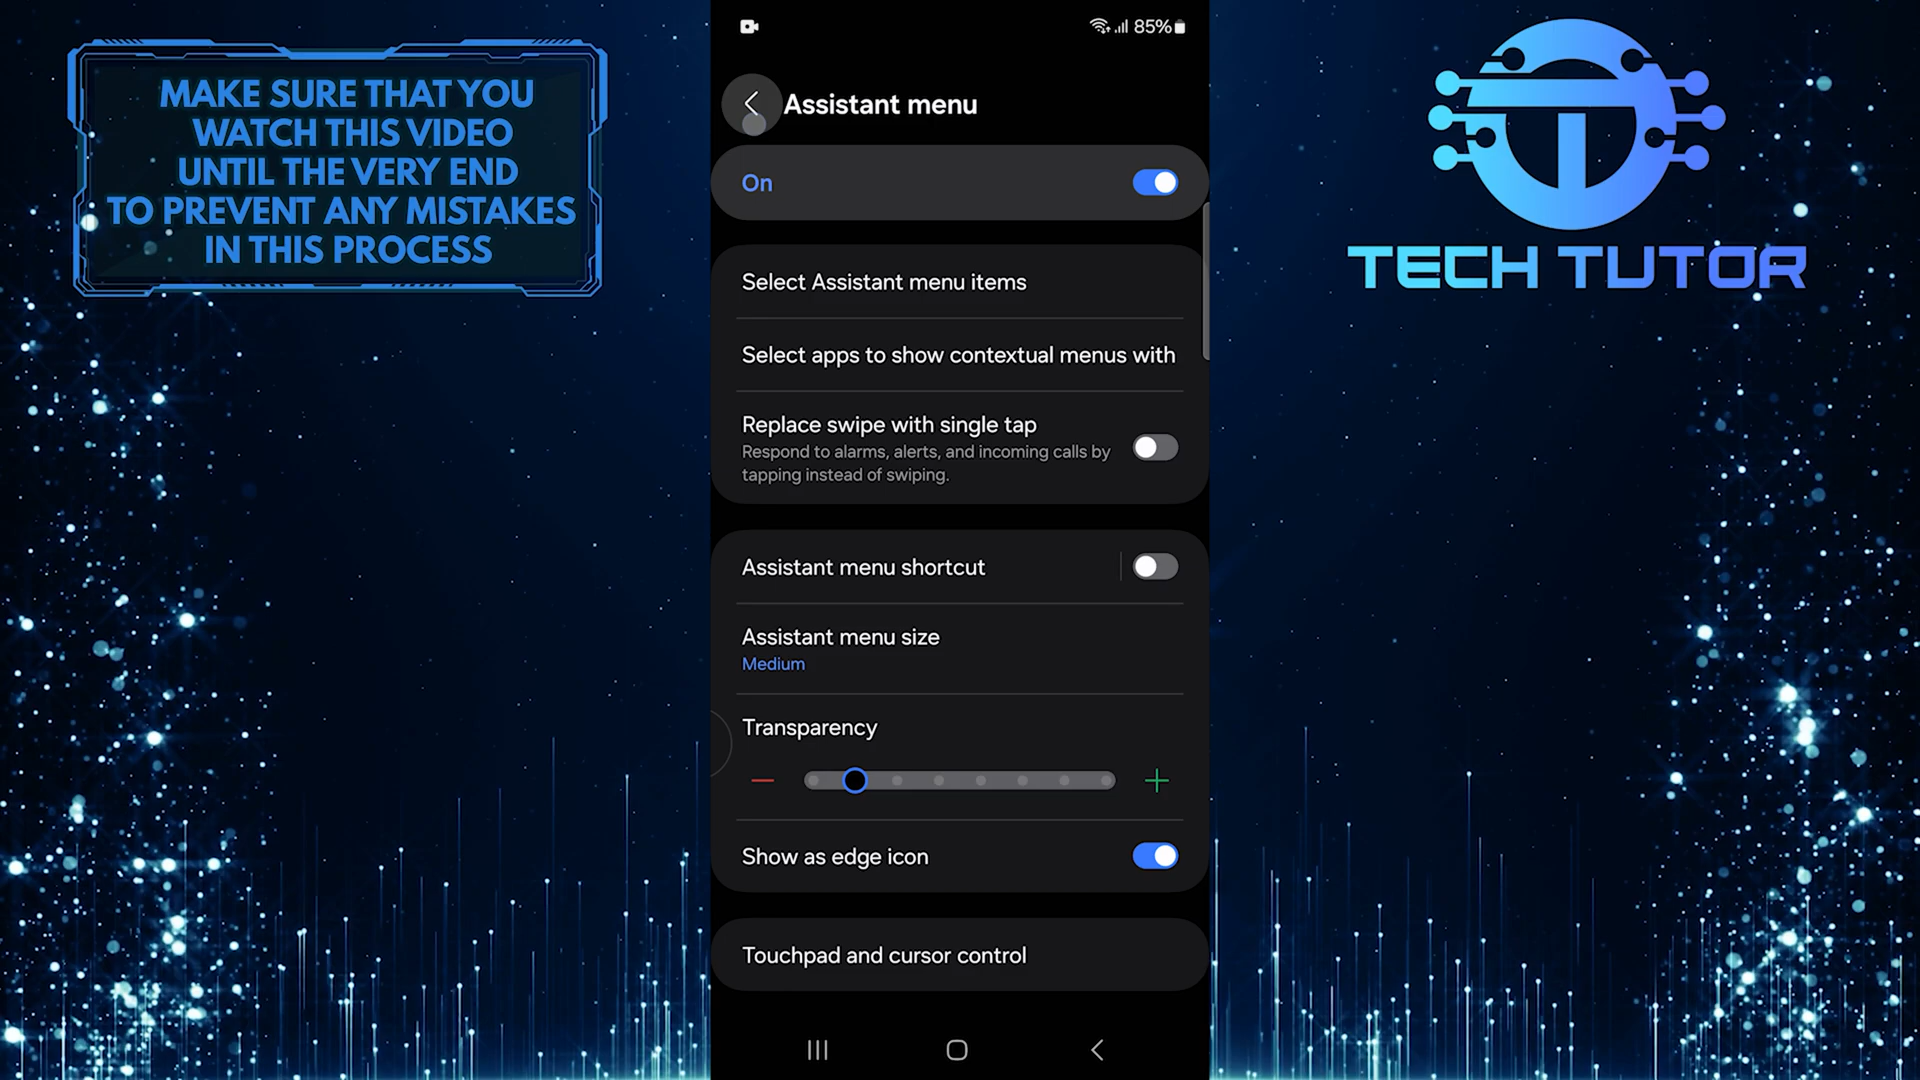 MAKE SURE THAT YOU
WATCH THIS VIDEO
UNTIL THE VERY END
TO PREVENT ANY MISTAKES
IN THIS PROCESS
85%
Assistant menu
On
Select Assistant menu items
Select apps to show contextual menus with
Replace swipe with single tap
Respond to alarms, alerts, and incoming calls by
tapping instead of swiping.
Assistant menu shortcut
Assistant menu size
Medium
Transparency
Show as edge icon
Touchpad and cursor control
TECH TUTOR